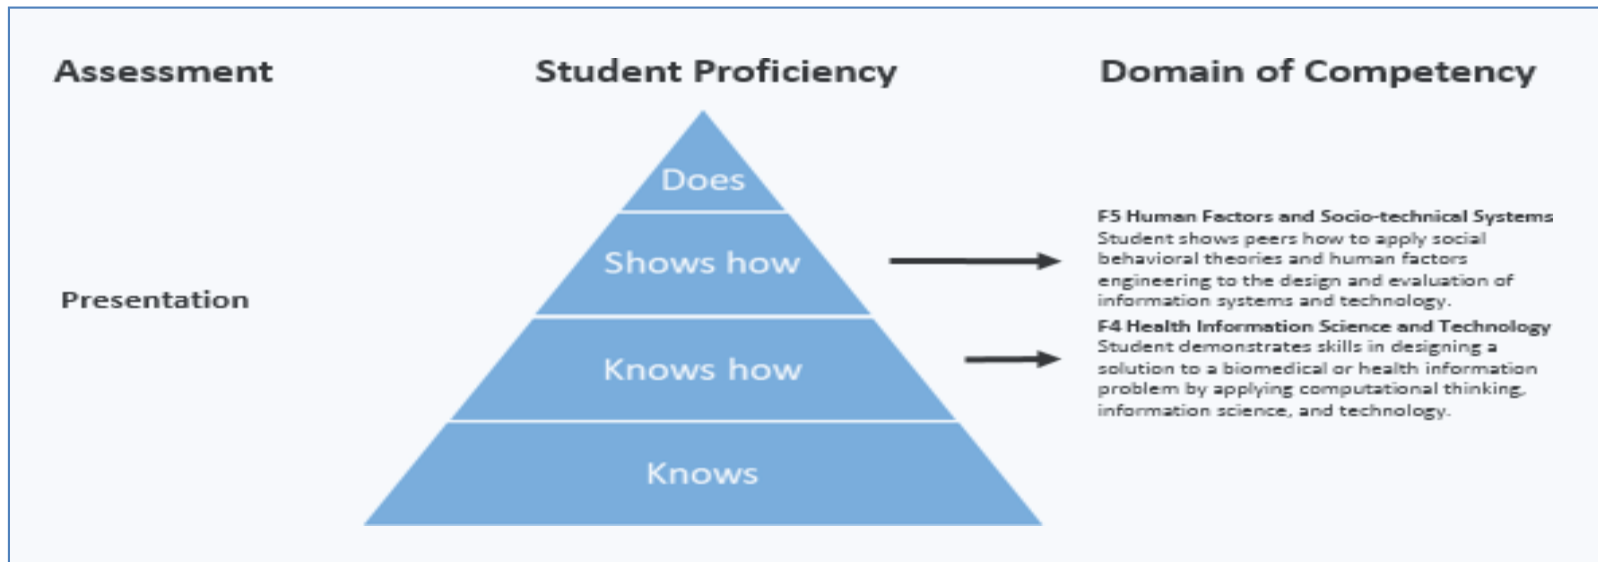 Assessment
Student Proficiency
Domain of Competency
Presentation
Does
Shows how
Knows how
Knows
F5 Human Factors and Socio-technical Systems
Student shows peers how to apply social
behavioral theories and human factors
engineering to the design and evaluation of
information systems and technology.
F4 Health Information Science and Technology
Student demonstrates skills in designing a
solution to a biomedical or health information
problem by applying computational thinking,
information science, and technology.